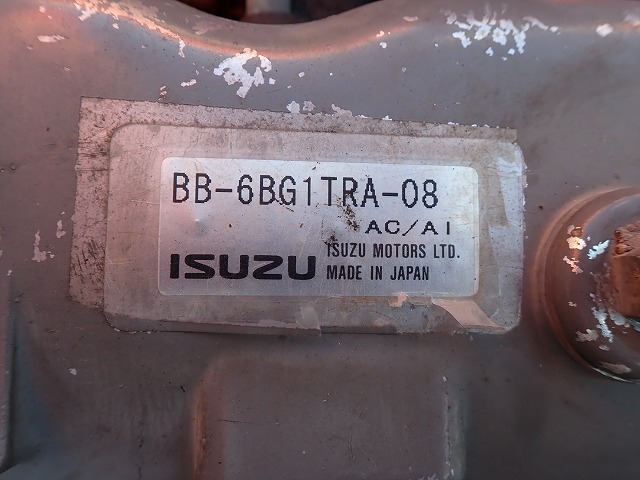 BB-6BG1TRA-08
AC/AI
ISUZU
ISUZU MOTORS LTD.
MADE IN JAPAN